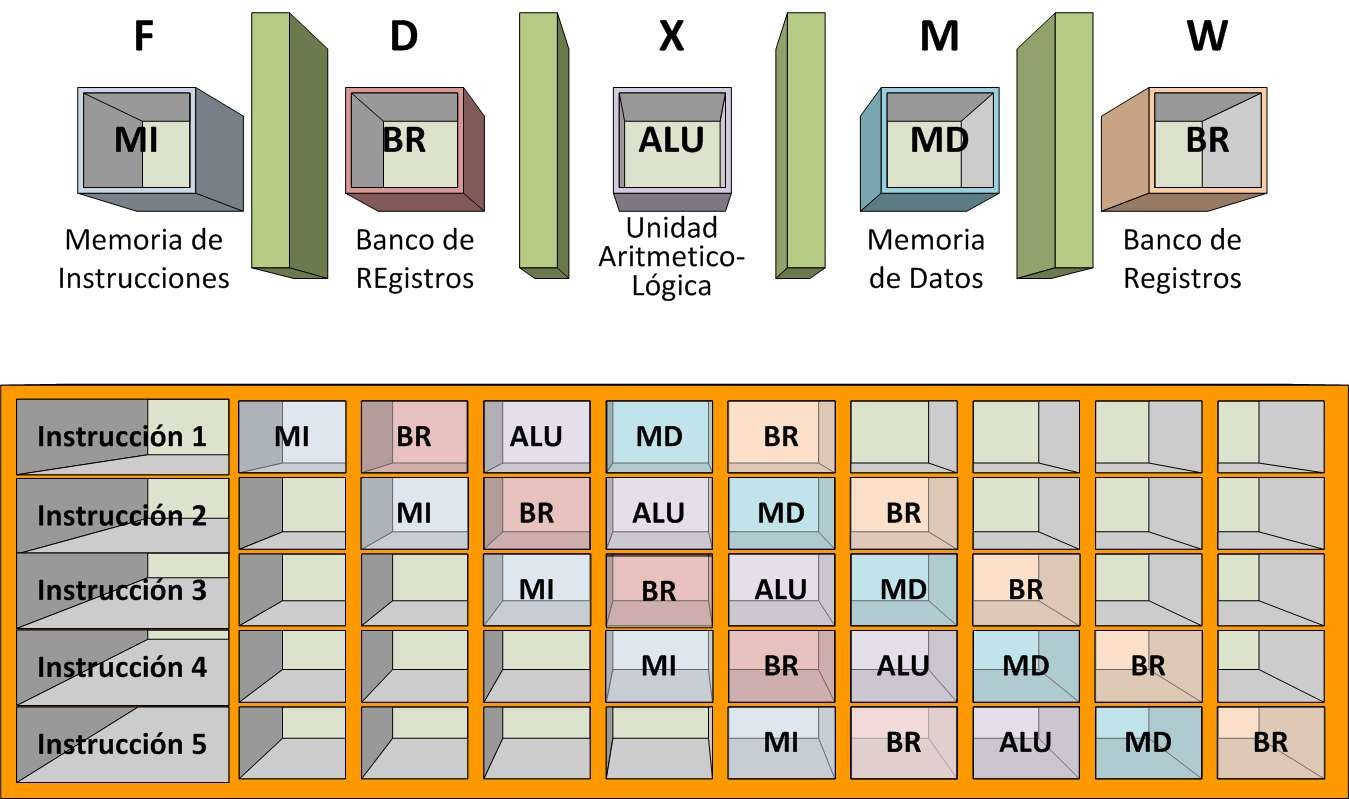 F D X M W
MI BR ALU MD BR
Memoria de
Instrucciones
Banco de
REgistros
Unidad
Aritmetico-
Lógica
Memoria
de Datos
Banco de
Registros
Instrucción 1 MI BR ALU MD BR
Instrucción 2 MI BR ALU MD BR
Instrucción 3 MI BR ALU MD BR
Instrucción 4 MI BR ALU MD BR
Instrucción 5 MI BR ALU MD BR